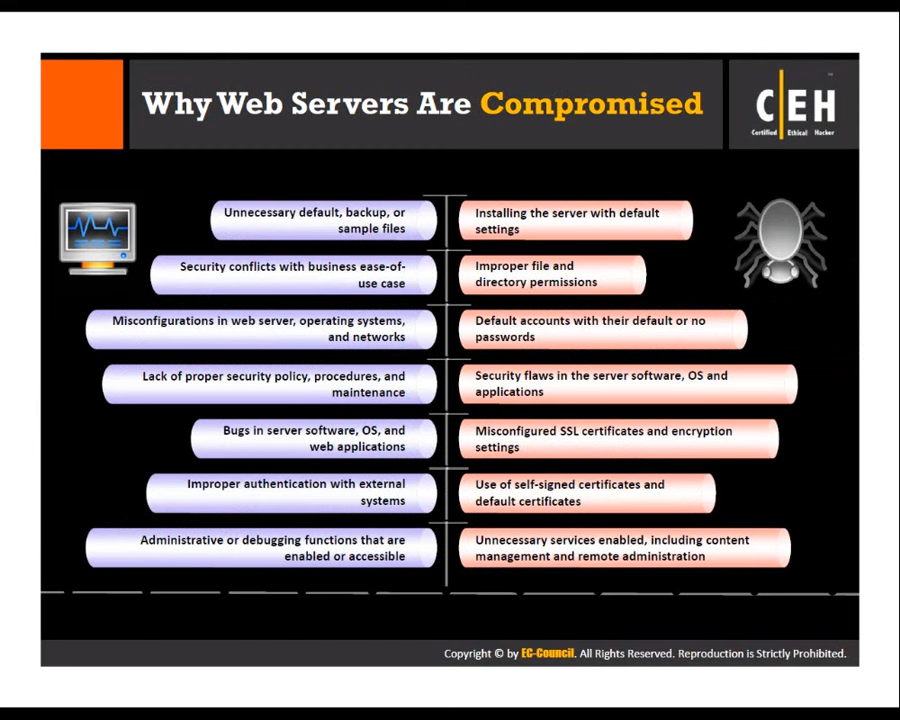 Why Web Servers Are Compromised
CEH
Certified Ethical Hacker
Unnecessary default, backup, or
sample files
Installing the server with default
settings
Security conflicts with business ease-of-
use case
Improper file and
directory permissions
Misconfigurations in web server, operating systems,
and networks
Default accounts with their default or no
passwords
Lack of proper security policy, procedures, and
maintenance
Security flaws in the server software, OS and
applications
Bugs in server software, OS, and
web applications
Misconfigured SSL certificates and encryption
settings
Improper authentication with external
systems
Use of self-signed certificates and
default certificates
Administrative or debugging functions that are
enabled or accessible
Unnecessary services enabled, including content
management and remote administration
Copyright © by EC-Council. All Rights Reserved. Reproduction is Strictly Prohibited.